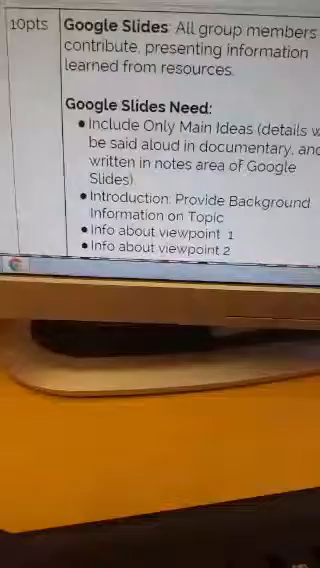 10pts
Google Slides: All group members
contribute, presenting information
learned from resources.
Google Slides Need:
• Include Only Main Ideas (details
be said aloud in documentary, and
written in notes area of Google
Slides)
• Introduction: Provide Background
Information on Topic
• Info about viewpoint 1
• Info about viewpoint 2